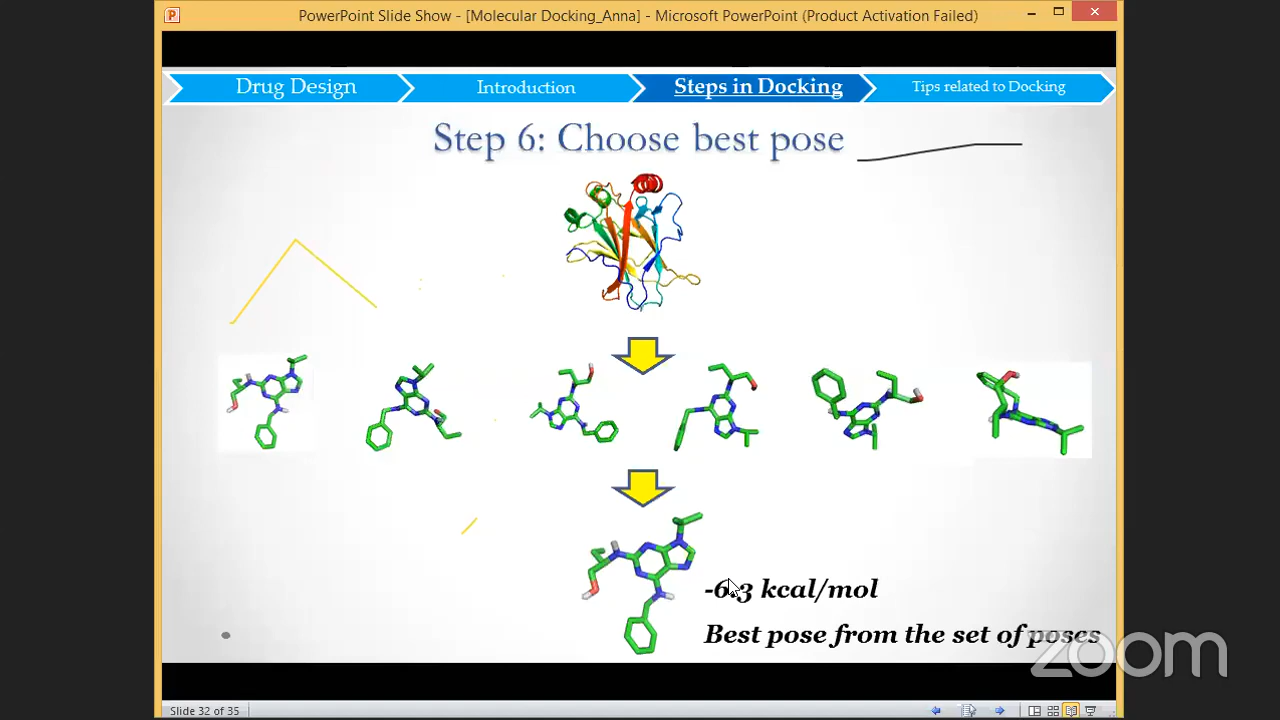 PowerPoint Slide Show - [Molecular Docking_Anna] - Microsoft PowerPoint (Product Activation Failed)
Drug Design
Introduction
Steps in Docking
Tips related to Docking
Step 6: Choose best pose
-6.3 kcal/mol
Best pose from the set of poses
zoom
Slide 32 of 35